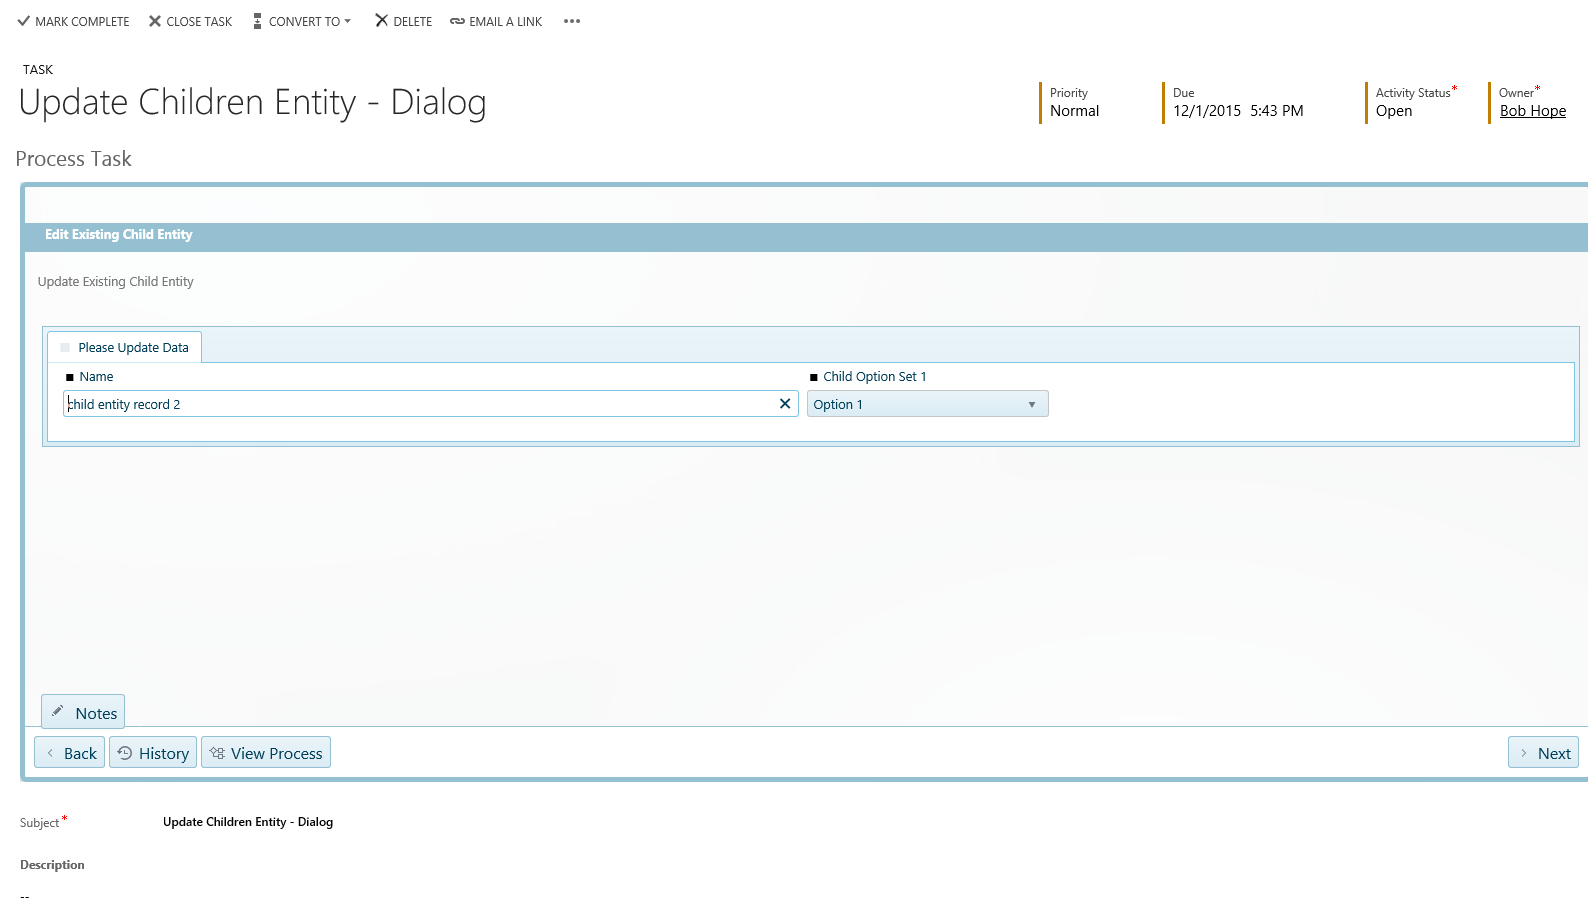 MARK COMPLETE CLOSE TASK CONVERT TO DELETE EMAIL A LINK •••
TASK
Update Children Entity - Dialog
Priority
Normal
Due
12/1/2015 5:43 PM
Activity Status*
Open
Owner*
Bob Hope
Process Task
Edit Existing Child Entity
Update Existing Child Entity
Please Update Data
Name
child entity record 2
Child Option Set 1
Option 1
Notes
Back History View Process Next
Subject* Update Children Entity - Dialog
Description
--